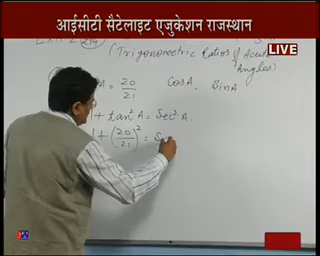 आईसीटी सैटेलाइट एजुकेशन राजस्थान
LIVE
(Trigonometric Ratios of Acute
Angles)
A = 20/21 CosA, SinA
1 + tan² A = Sec² A
1 + (20/21)² = S